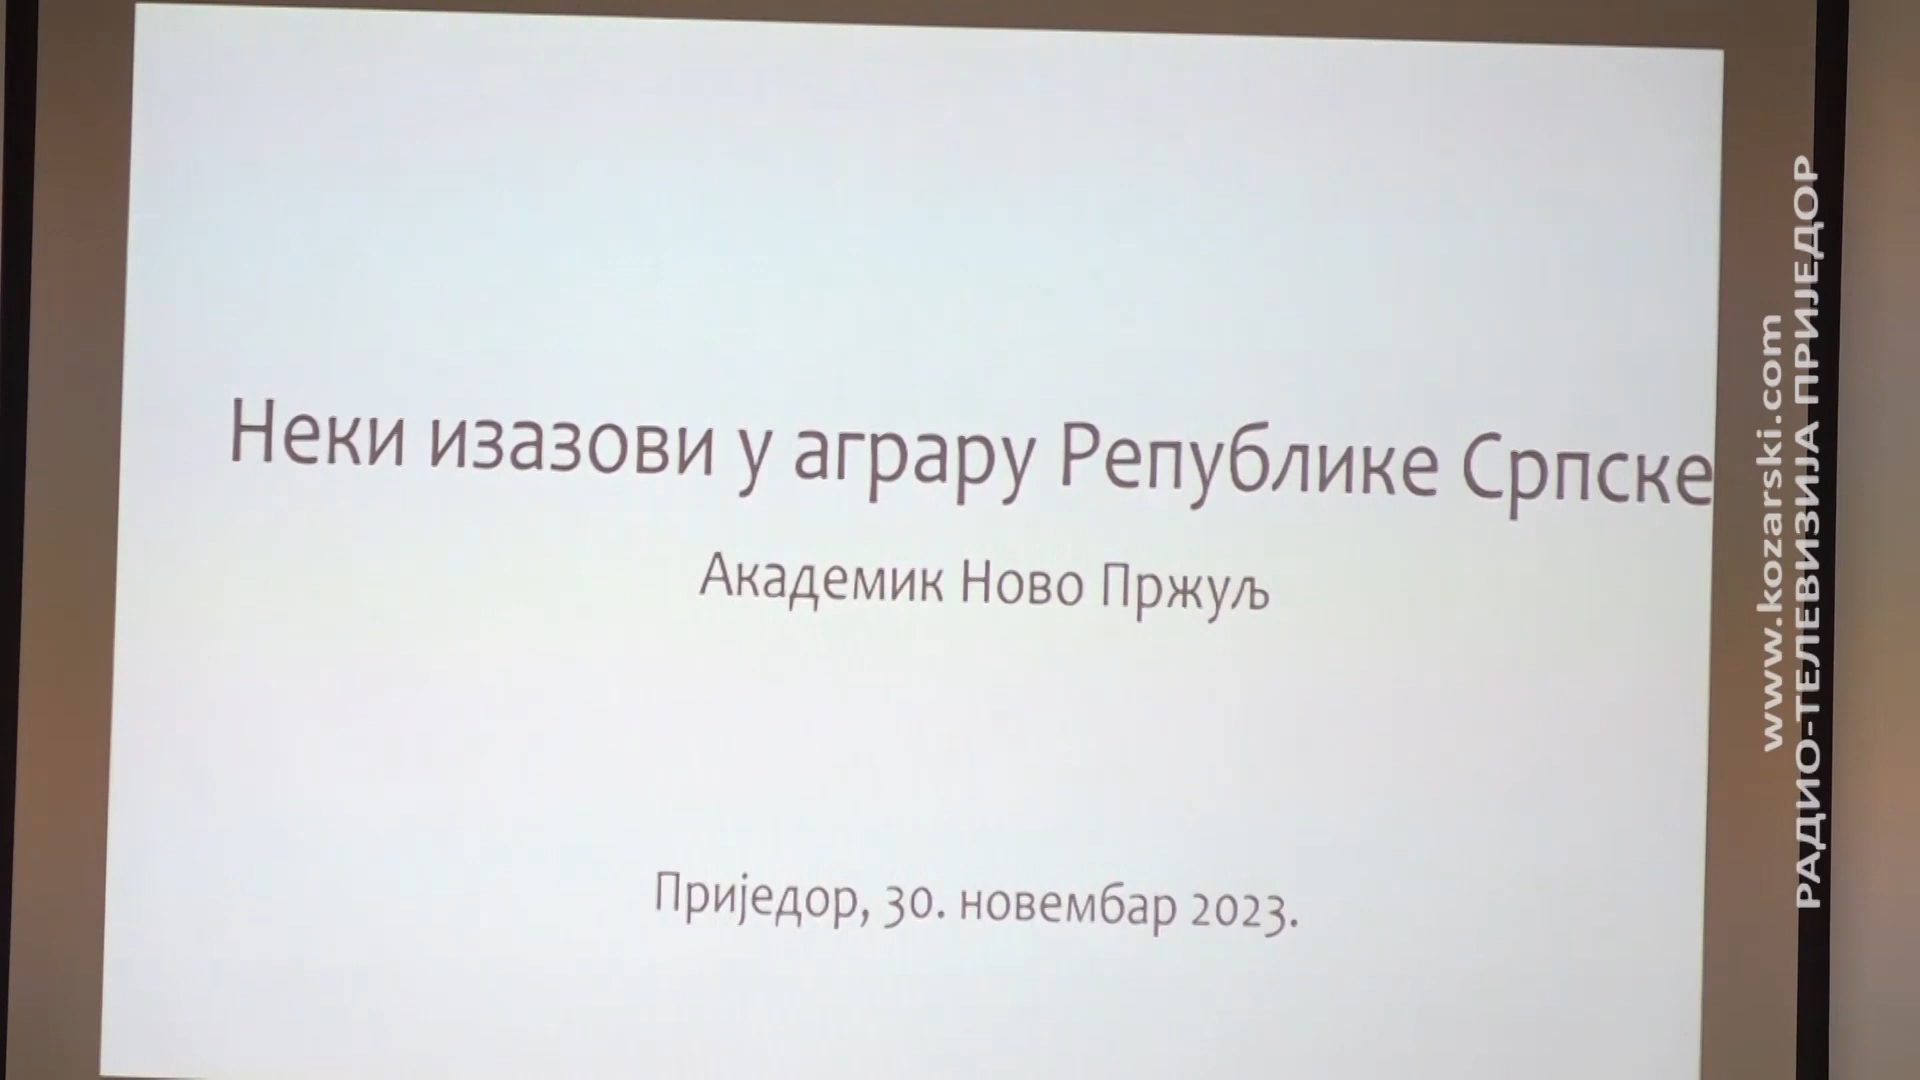 Неки изазови у аграру Републике Српске
Академик Ново Пржуљ
Приједор, 30. новембар 2023.
www.kozarski.com
РАДИО-ТЕЛЕВИЗИЈА ПРИЈЕДОР